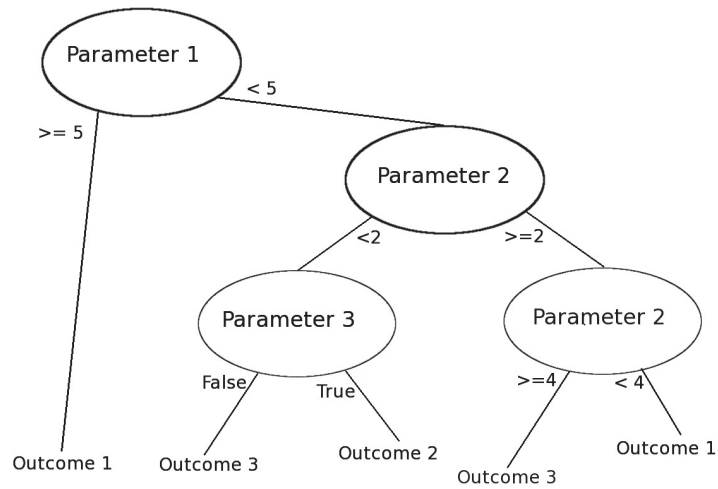 Parameter 1
< 5
>= 5
Parameter 2
<2
>=2
Parameter 3
Parameter 2
False
True
>=4
< 4
Outcome 1
Outcome 3
Outcome 2
Outcome 3
Outcome 1